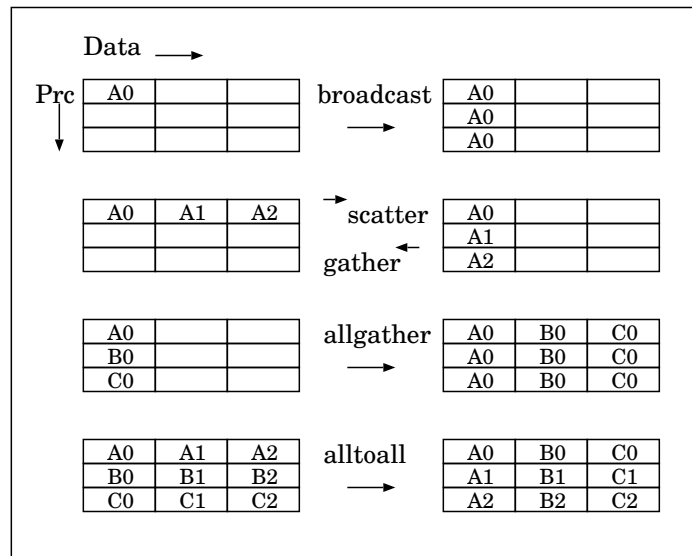 Data
Prc
A0
broadcast
A0
A0
A0
A0 A1 A2
scatter
gather
A0
A1
A2
A0
B0
C0
allgather
A0 B0 C0
A0 B0 C0
A0 B0 C0
A0 A1 A2
B0 B1 B2
C0 C1 C2
alltoall
A0 B0 C0
A1 B1 C1
A2 B2 C2